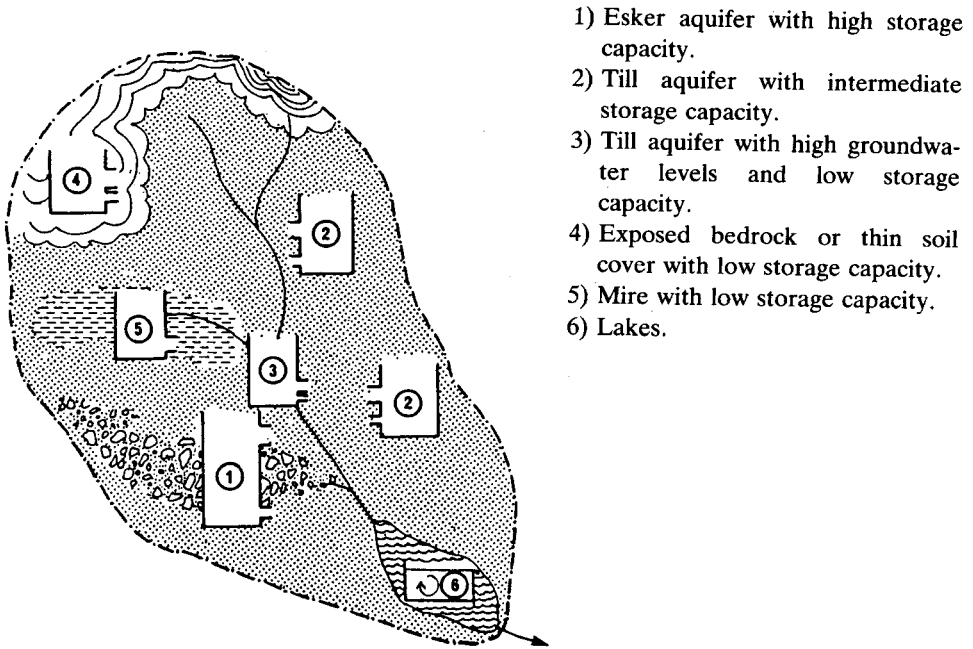 1) Esker aquifer with high storage
capacity.
2) Till aquifer with intermediate
storage capacity.
3) Till aquifer with high groundwa-
ter levels and low storage
capacity.
4) Exposed bedrock or thin soil
cover with low storage capacity.
5) Mire with low storage capacity.
6) Lakes.
4
2
5
3
2
1
6